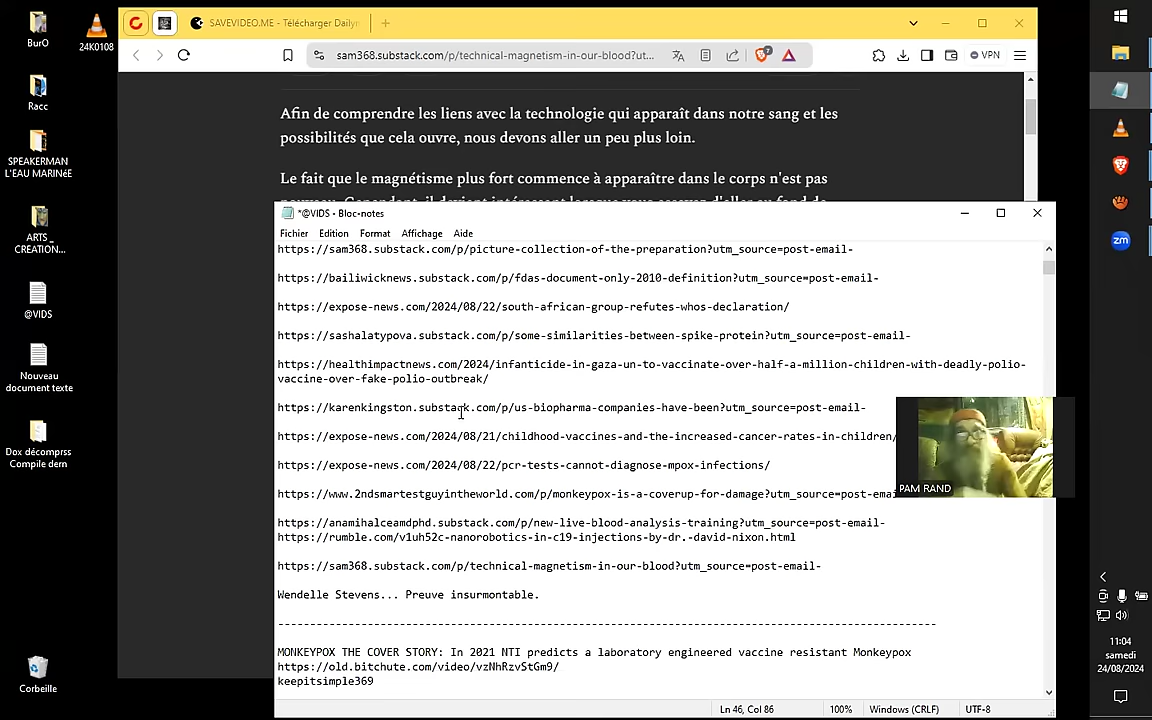 BurO
24K0108
Racc
SPEAKERMAN
L'EAU MARINéE
ARTS _
CREATION...
@VIDS
Nouveau
document texte
Dox décomprss
Compile dern
Corbeille
SAVEVIDEO.ME - Télécharger Dailyn
sam368.substack.com/p/technical-magnetism-in-our-blood?ut...
VPN
Afin de comprendre les liens avec la technologie qui apparaît dans notre sang et les
possibilités que cela ouvre, nous devons aller un peu plus loin.
Le fait que le magnétisme plus fort commence à apparaître dans le corps n'est pas
*@VIDS - Bloc-notes
Fichier Edition Format Affichage Aide
https://sam368.substack.com/p/picture-collection-of-the-preparation?utm_source=post-email-
https://bailiwicknews.substack.com/p/fdas-document-only-2010-definition?utm_source=post-email-
https://expose-news.com/2024/08/22/south-african-group-refutes-whos-declaration/
https://sashalatypova.substack.com/p/some-similarities-between-spike-protein?utm_source=post-email-
https://healthimpactnews.com/2024/infanticide-in-gaza-un-to-vaccinate-over-half-a-million-children-with-deadly-polio-
vaccine-over-fake-polio-outbreak/
https://karenkingston.substack.com/p/us-biopharma-companies-have-been?utm_source=post-email-
https://expose-news.com/2024/08/21/childhood-vaccines-and-the-increased-cancer-rates-in-children/
https://expose-news.com/2024/08/22/pcr-tests-cannot-diagnose-mpox-infections/
https://www.2ndsmartestguyintheworld.com/p/monkeypox-is-a-coverup-for-damage?utm_source=post-emai
https://anamihalceamdphd.substack.com/p/new-live-blood-analysis-training?utm_source=post-email-
https://rumble.com/v1uh52c-nanorobotics-in-c19-injections-by-dr.-david-nixon.html
https://sam368.substack.com/p/technical-magnetism-in-our-blood?utm_source=post-email-
Wendelle Stevens... Preuve insurmontable.
-------------------------------------------------------------------------------------------------------
MONKEYPOX THE COVER STORY: In 2021 NTI predicts a laboratory engineered vaccine resistant Monkeypox
https://old.bitchute.com/video/vzNhRzvStGm9/
keepitsimple369
Ln 46, Col 86 100% Windows (CRLF) UTF-8
PAM RAND
zm
11:04
samedi
24/08/2024